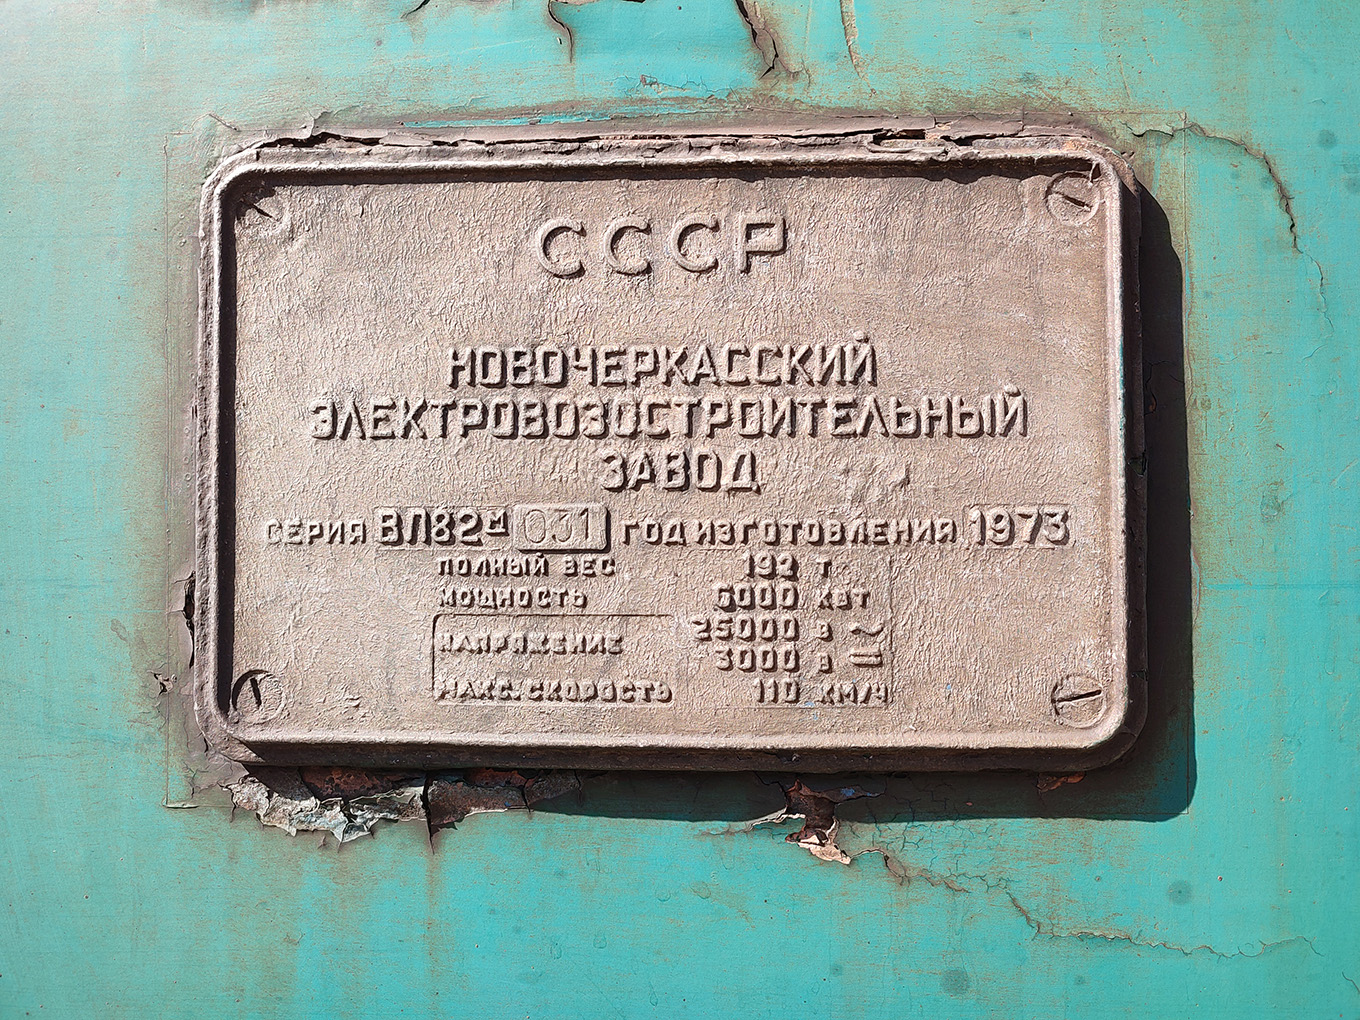 СССР
НОВОЧЕРКАССКИЙ
ЭЛЕКТРОВОЗОСТРОИТЕЛЬНЫЙ
ЗАВОД
СЕРИЯ ВЛ82М 031 ГОД ИЗГОТОВЛЕНИЯ 1973
ПОЛНЫЙ ВЕС 192 Т
МОЩНОСТЬ 6000 КВТ
НАПРЯЖЕНИЕ 25000 В ~
3000 В =
МАКС. СКОРОСТЬ 110 КМ/Ч